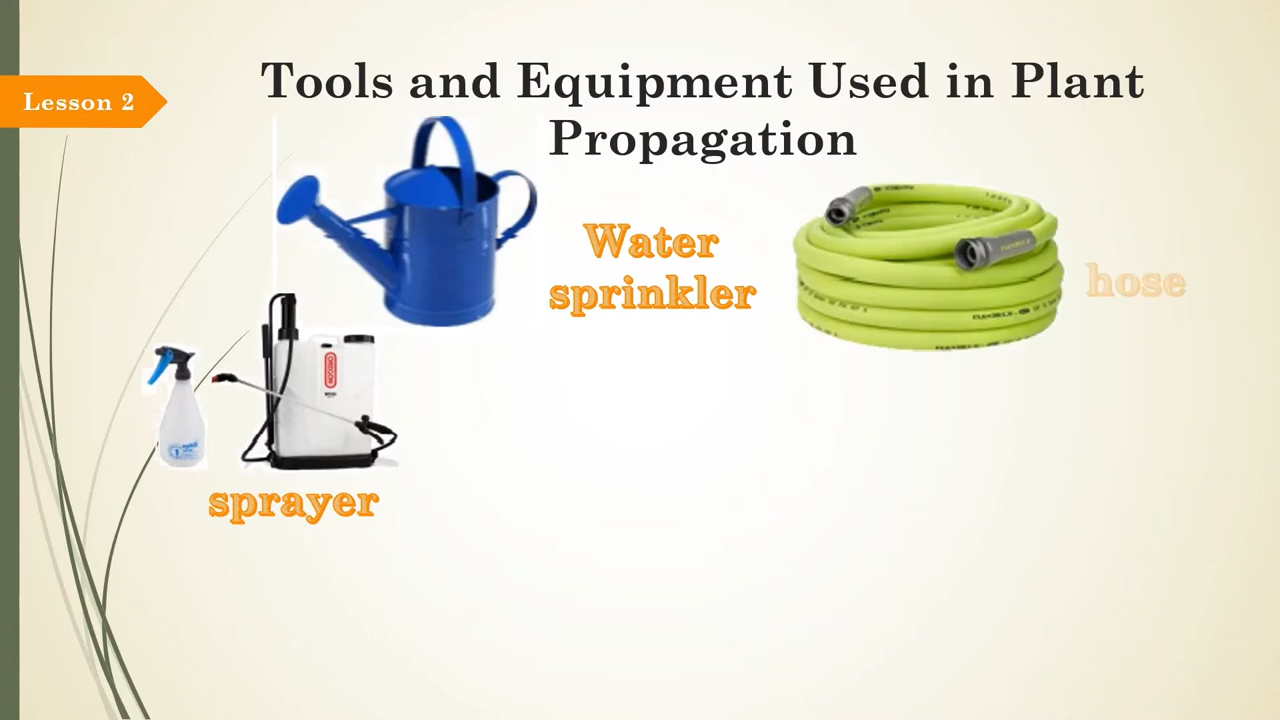 Lesson 2
Tools and Equipment Used in Plant
Propagation
Water
sprinkler
hose
sprayer